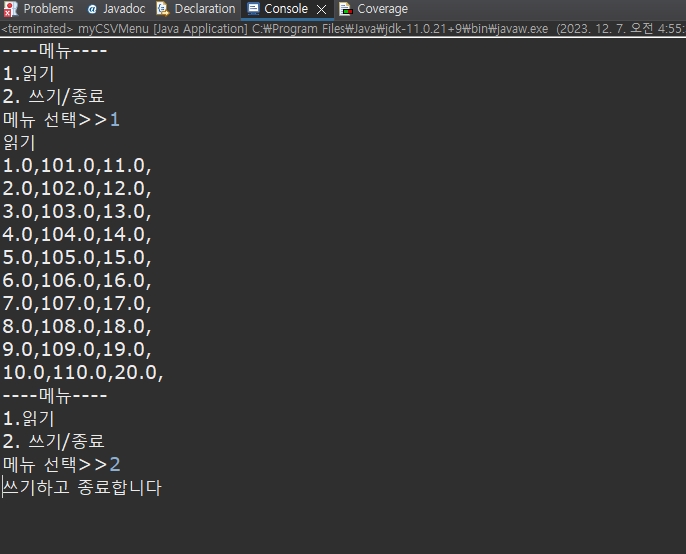 Problems Javadoc Declaration Console Coverage
<terminated> myCSVMenu [Java Application] C:₩Program Files₩Java₩jdk-11.0.21+9₩bin₩javaw.exe (2023. 12. 7. 오전 4:55:
----메뉴----
1.읽기
2. 쓰기/종료
메뉴 선택>>1
읽기
1.0,101.0,11.0,
2.0,102.0,12.0,
3.0,103.0,13.0,
4.0,104.0,14.0,
5.0,105.0,15.0,
6.0,106.0,16.0,
7.0,107.0,17.0,
8.0,108.0,18.0,
9.0,109.0,19.0,
10.0,110.0,20.0,
----메뉴----
1.읽기
2. 쓰기/종료
메뉴 선택>>2
쓰기하고 종료합니다